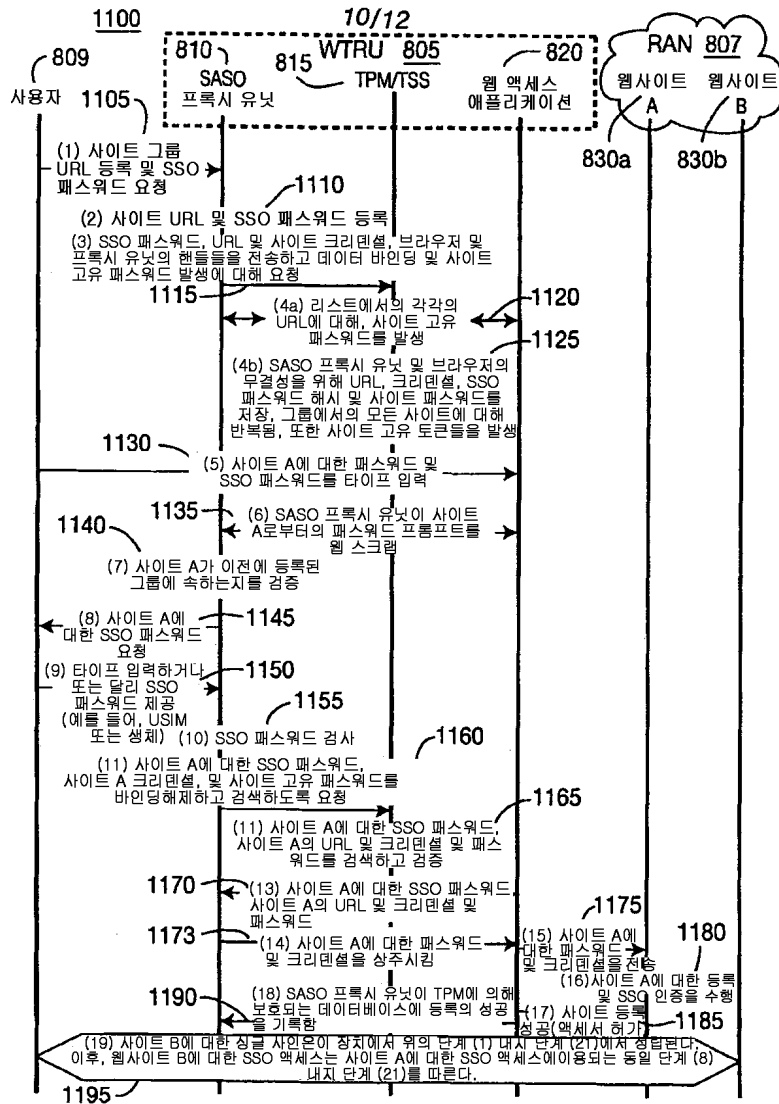 1100
10/12
809
810
WTRU 805
820
RAN 807
SASO
815
TPM/TSS
웹 액세스
웹사이트 웹사이트
사용자
프록시 유닛
애플리케이션
A B
1105
830a
830b
(1) 사이트 그룹
URL 등록 및 SSO
패스워드 요청
1110
(2) 사이트 URL 및 SSO 패스워드 등록
(3) SSO 패스워드, URL 및 사이트 크리덴셜, 브라우저 및
프록시 유닛의 핸들들을 전송하고 데이터 바인딩 및 사이트
고유 패스워드 발생에 대해 요청
1115
1120
(4a) 리스트에서의 각각의
URL에 대해, 사이트 고유
패스워드를 발생
1125
(4b) SASO 프록시 유닛 및 브라우저의
무결성을 위해 URL, 크리덴셜, SSO
패스워드 해시 및 사이트 패스워드를
저장, 그룹에서의 모든 사이트에 대해
반복됨, 또한 사이트 고유 토큰들을 발생
1130
(5) 사이트 A에 대한 패스워드 및
SSO 패스워드를 타이프 입력
1135
(6) SASO 프록시 유닛이 사이트
A로부터의 패스워드 프롬프트를
웹 스크랩
1140
(7) 사이트 A가 이전에 등록된
그룹에 속하는지를 검증
1145
(8) 사이트 A에
대한 SSO 패스워드
요청
1150
(9) 타이프 입력하거나
또는 달리 SSO
패스워드 제공
(예를 들어, USIM
또는 생체)
1155
(10) SSO 패스워드 검사
1160
(11) 사이트 A에 대한 SSO 패스워드,
사이트 A 크리덴셜, 및 사이트 고유 패스워드를
바인딩해제하고 검색하도록 요청
1165
(11) 사이트 A에 대한 SSO 패스워드,
사이트 A의 URL 및 크리덴셜 및 패스
워드를 검색하고 검증
1170
(13) 사이트 A에 대한 SSO 패스워드,
사이트 A의 URL 및 크리덴셜 및
패스워드
1173
(14) 사이트 A에 대한 패스워드
및 크리덴셜을 상주시킴
1175
(15) 사이트 A에
대한 패스워드
및 크리덴셜을 전송
1180
(16) 사이트 A에 대한 등록
및 SSO 인증을 수행
1190
(18) SASO 프록시 유닛이 TPM에 의해
보호되는 데이터베이스에 등록의 성공
을 기록함
(17) 사이트 등록
성공(액세서 허가)
1185
(19) 사이트 B에 대한 싱글 사인온이 장치에서 위의 단계 (1) 내지 단계 (21)에서 성립된다.
이후, 웹사이트 B에 대한 SSO 액세스는 사이트 A에 대한 SSO 액세스에이용되는 동일 단계 (8)
내지 단계 (21)를 따른다.
1195